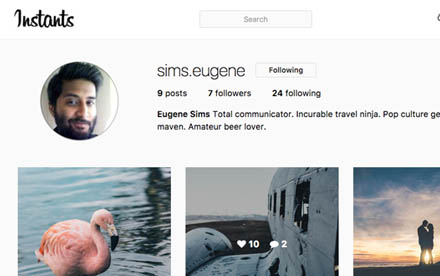 Instants
Search
sims.eugene Following
9 posts 7 followers 24 following
Eugene Sims Total communicator. Incurable travel ninja. Pop culture
maven. Amateur beer lover.
10 2